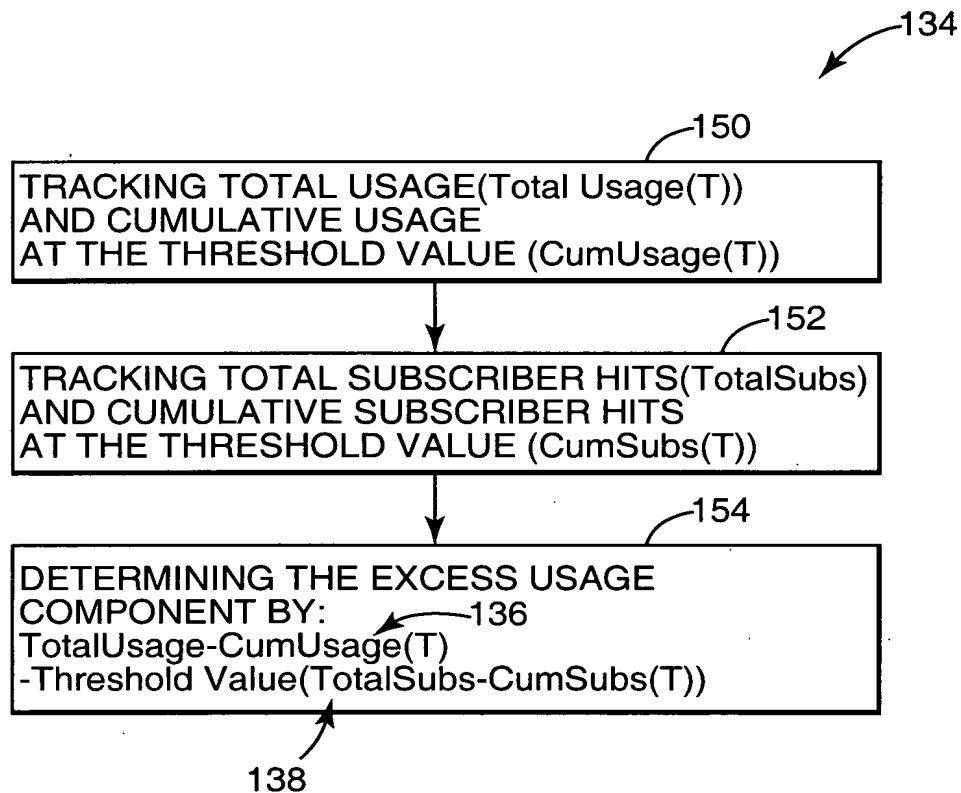 134
150
TRACKING TOTAL USAGE(Total Usage(T))
AND CUMULATIVE USAGE
AT THE THRESHOLD VALUE (CumUsage(T))
152
TRACKING TOTAL SUBSCRIBER HITS(TotalSubs)
AND CUMULATIVE SUBSCRIBER HITS
AT THE THRESHOLD VALUE (CumSubs(T))
154
DETERMINING THE EXCESS USAGE
COMPONENT BY:
136
TotalUsage-CumUsage(T)
-Threshold Value(TotalSubs-CumSubs(T))
138